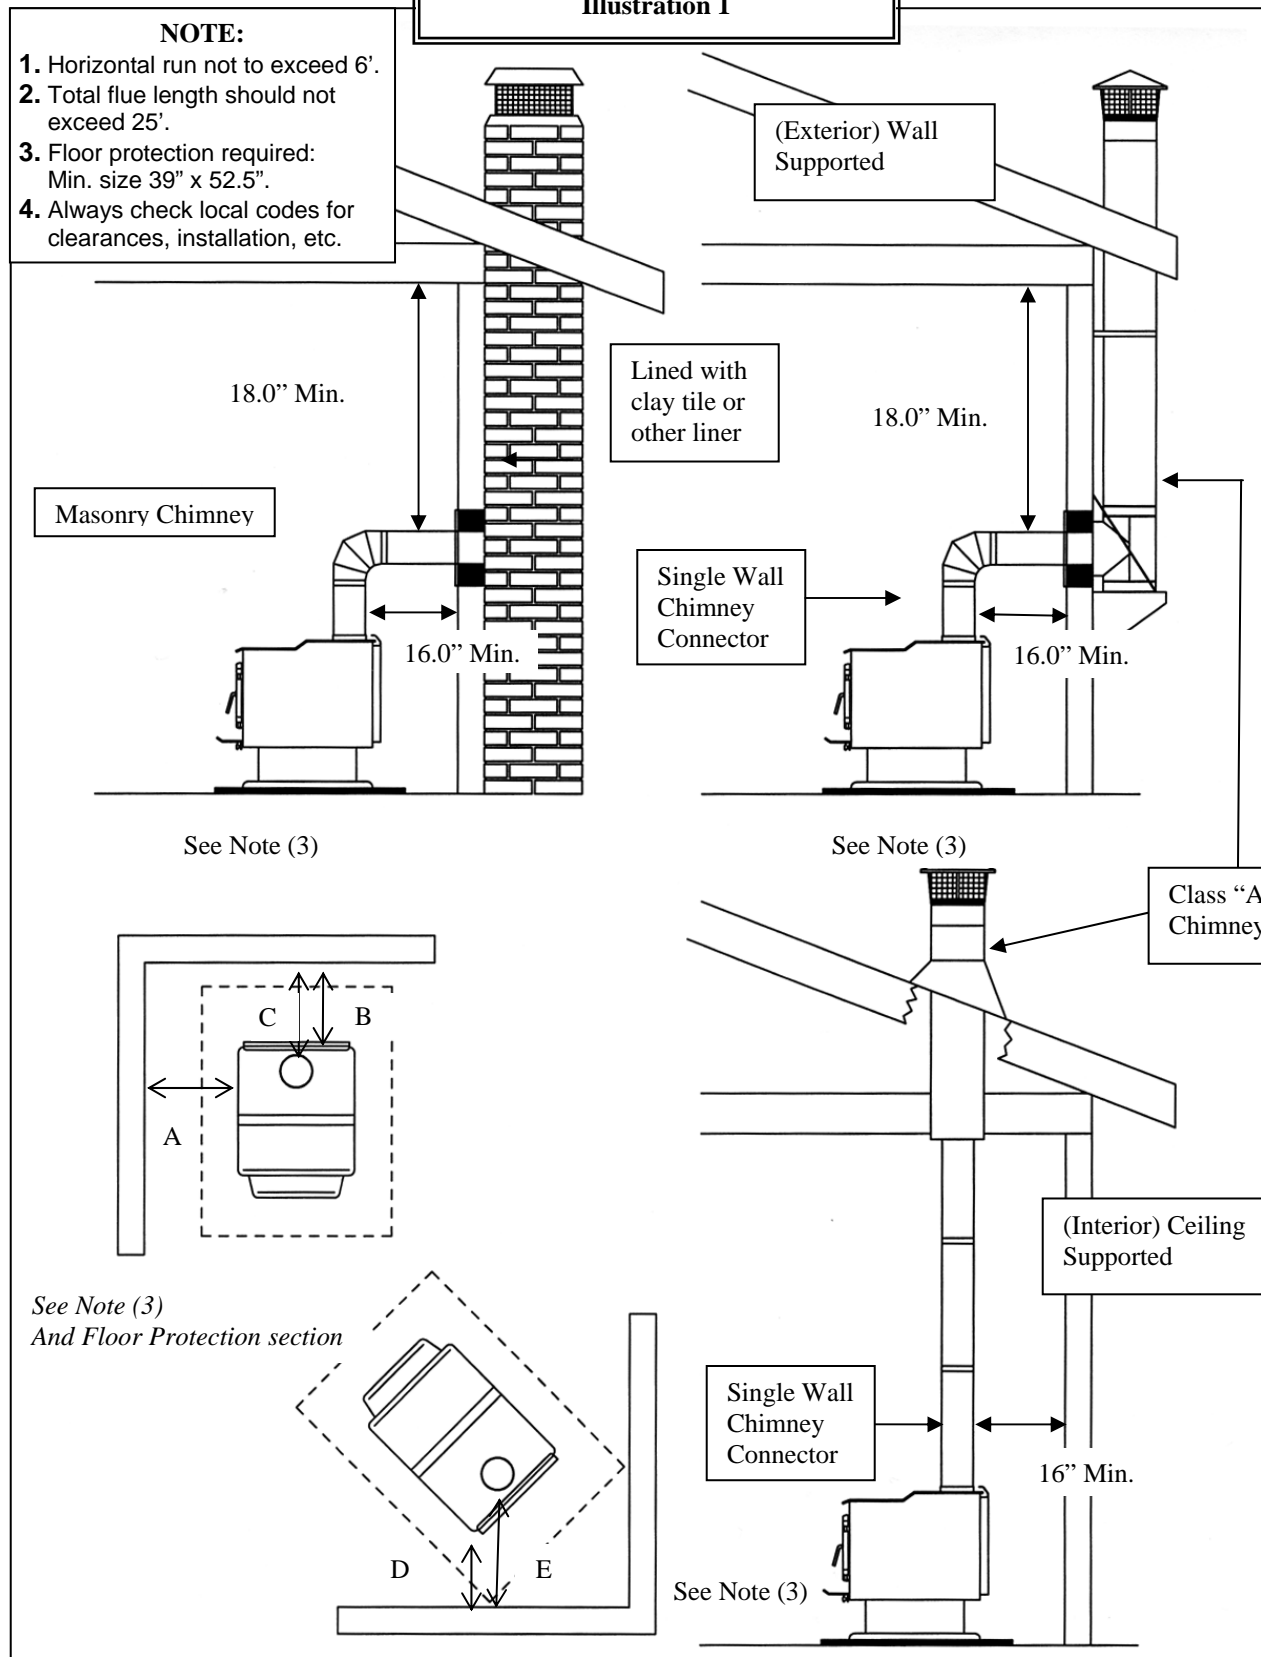 Illustration 1
NOTE:
1. Horizontal run not to exceed 6’.
2. Total flue length should not
exceed 25’.
3. Floor protection required:
Min. size 39” x 52.5”.
4. Always check local codes for
clearances, installation, etc.
(Exterior) Wall
Supported
18.0” Min.
Lined with
clay tile or
other liner
18.0” Min.
Masonry Chimney
Single Wall
Chimney
Connector
16.0” Min.
16.0” Min.
See Note (3)
See Note (3)
Class “A
Chimney
C
B
A
(Interior) Ceiling
Supported
See Note (3)
And Floor Protection section
Single Wall
Chimney
Connector
16” Min.
D
E
See Note (3)